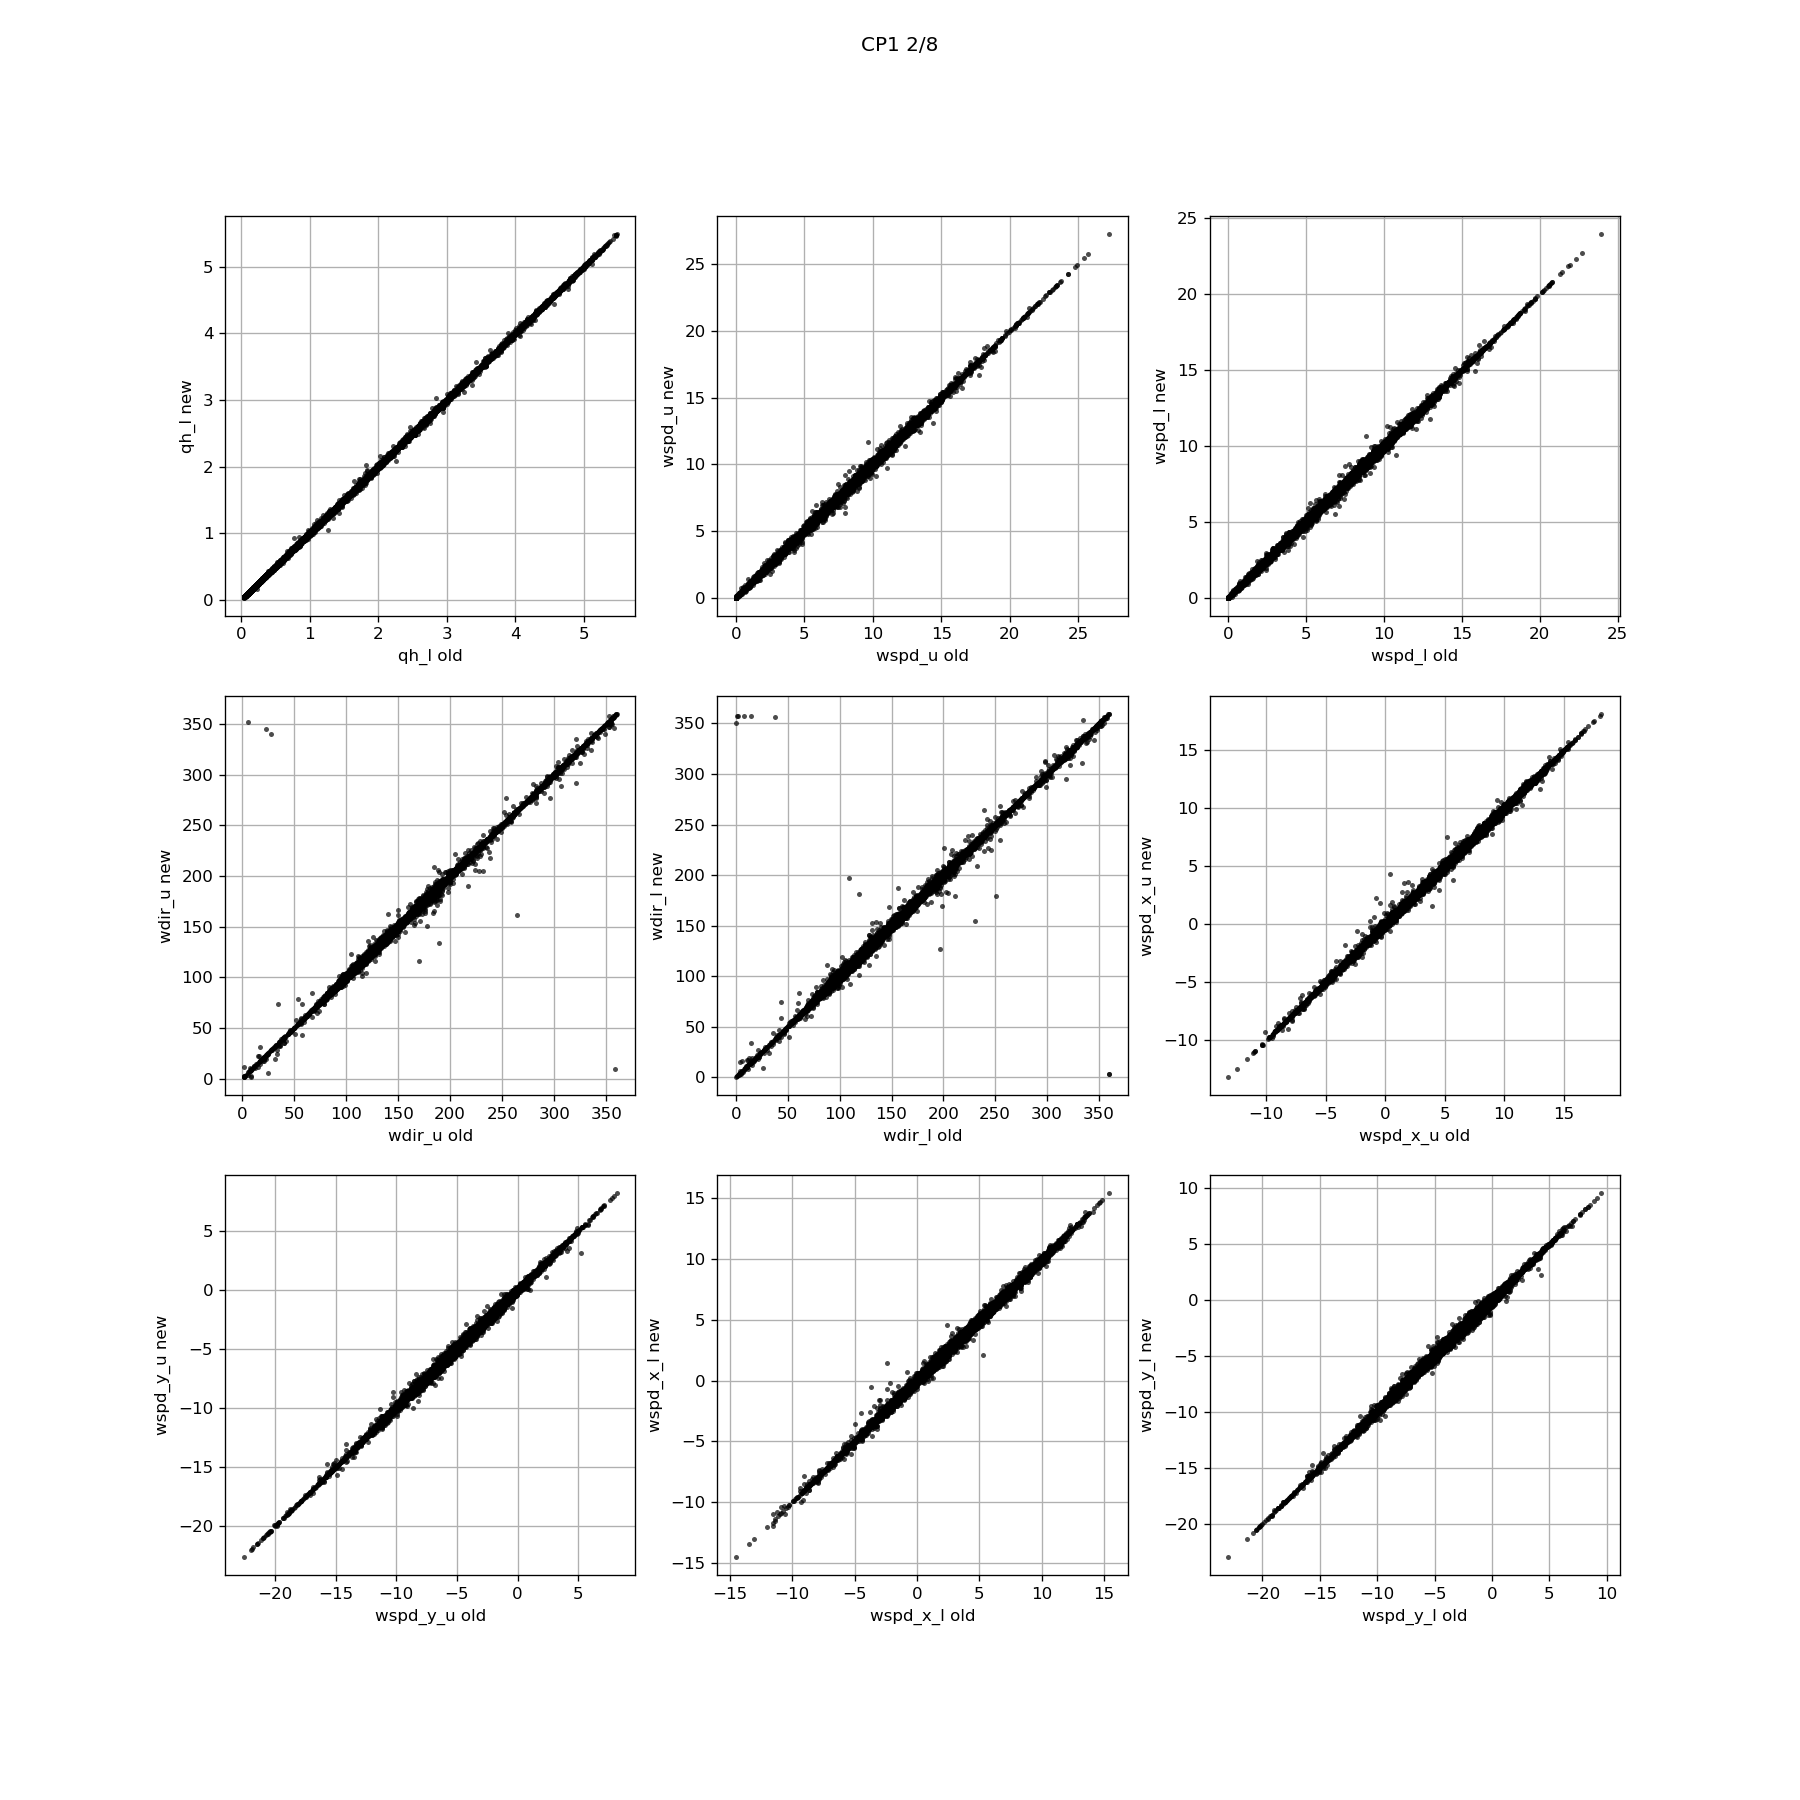 CP1 2/8
qh_l new
5
4
3
2
1
0
0 1 2 3 4 5
qh_l old
wspd_u new
25
20
15
10
5
0
0 5 10 15 20 25
wspd_u old
wspd_l new
25
20
15
10
5
0
0 5 10 15 20 25
wspd_l old
wdir_u new
350
300
250
200
150
100
50
0
0 50 100 150 200 250 300 350
wdir_u old
wdir_l new
350
300
250
200
150
100
50
0
0 50 100 150 200 250 300 350
wdir_l old
wspd_x_u new
15
10
5
0
−5
−10
−10 −5 0 5 10 15
wspd_x_u old
wspd_y_u new
5
0
−5
−10
−15
−20
−20 −15 −10 −5 0 5
wspd_y_u old
wspd_x_l new
15
10
5
0
−5
−10
−15
−15 −10 −5 0 5 10 15
wspd_x_l old
wspd_y_l new
10
5
0
−5
−10
−15
−20
−20 −15 −10 −5 0 5 10
wspd_y_l old